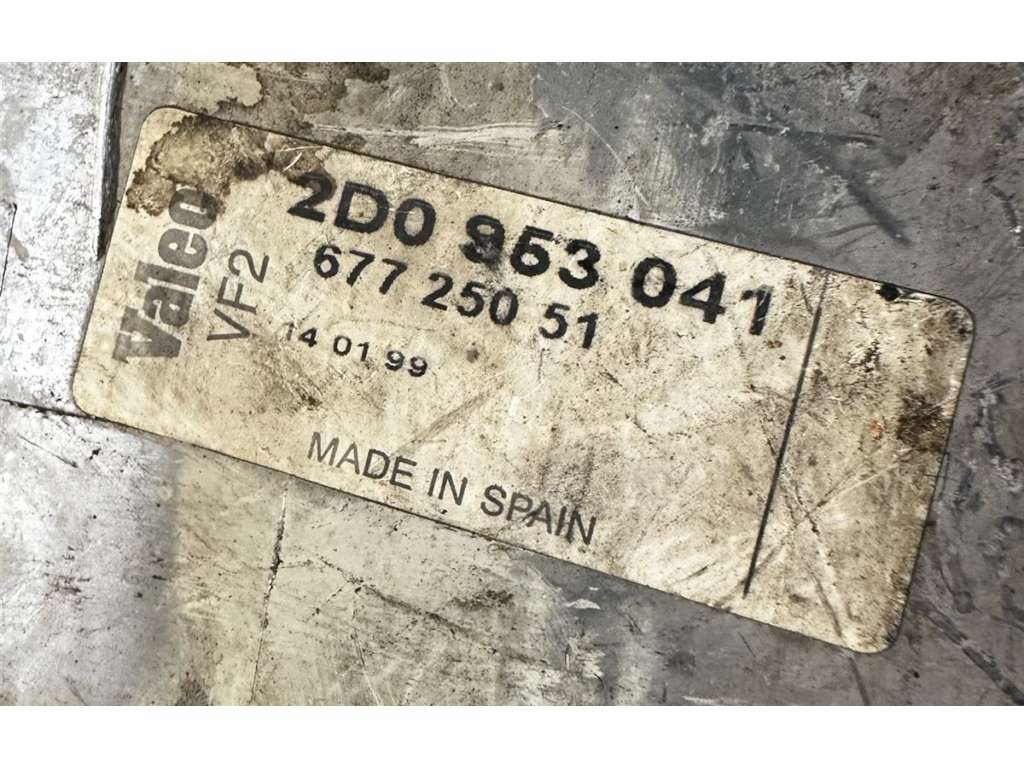 Valeo
VF2
2D0 953 041
677 250 51
14 01 99
MADE IN SPAIN